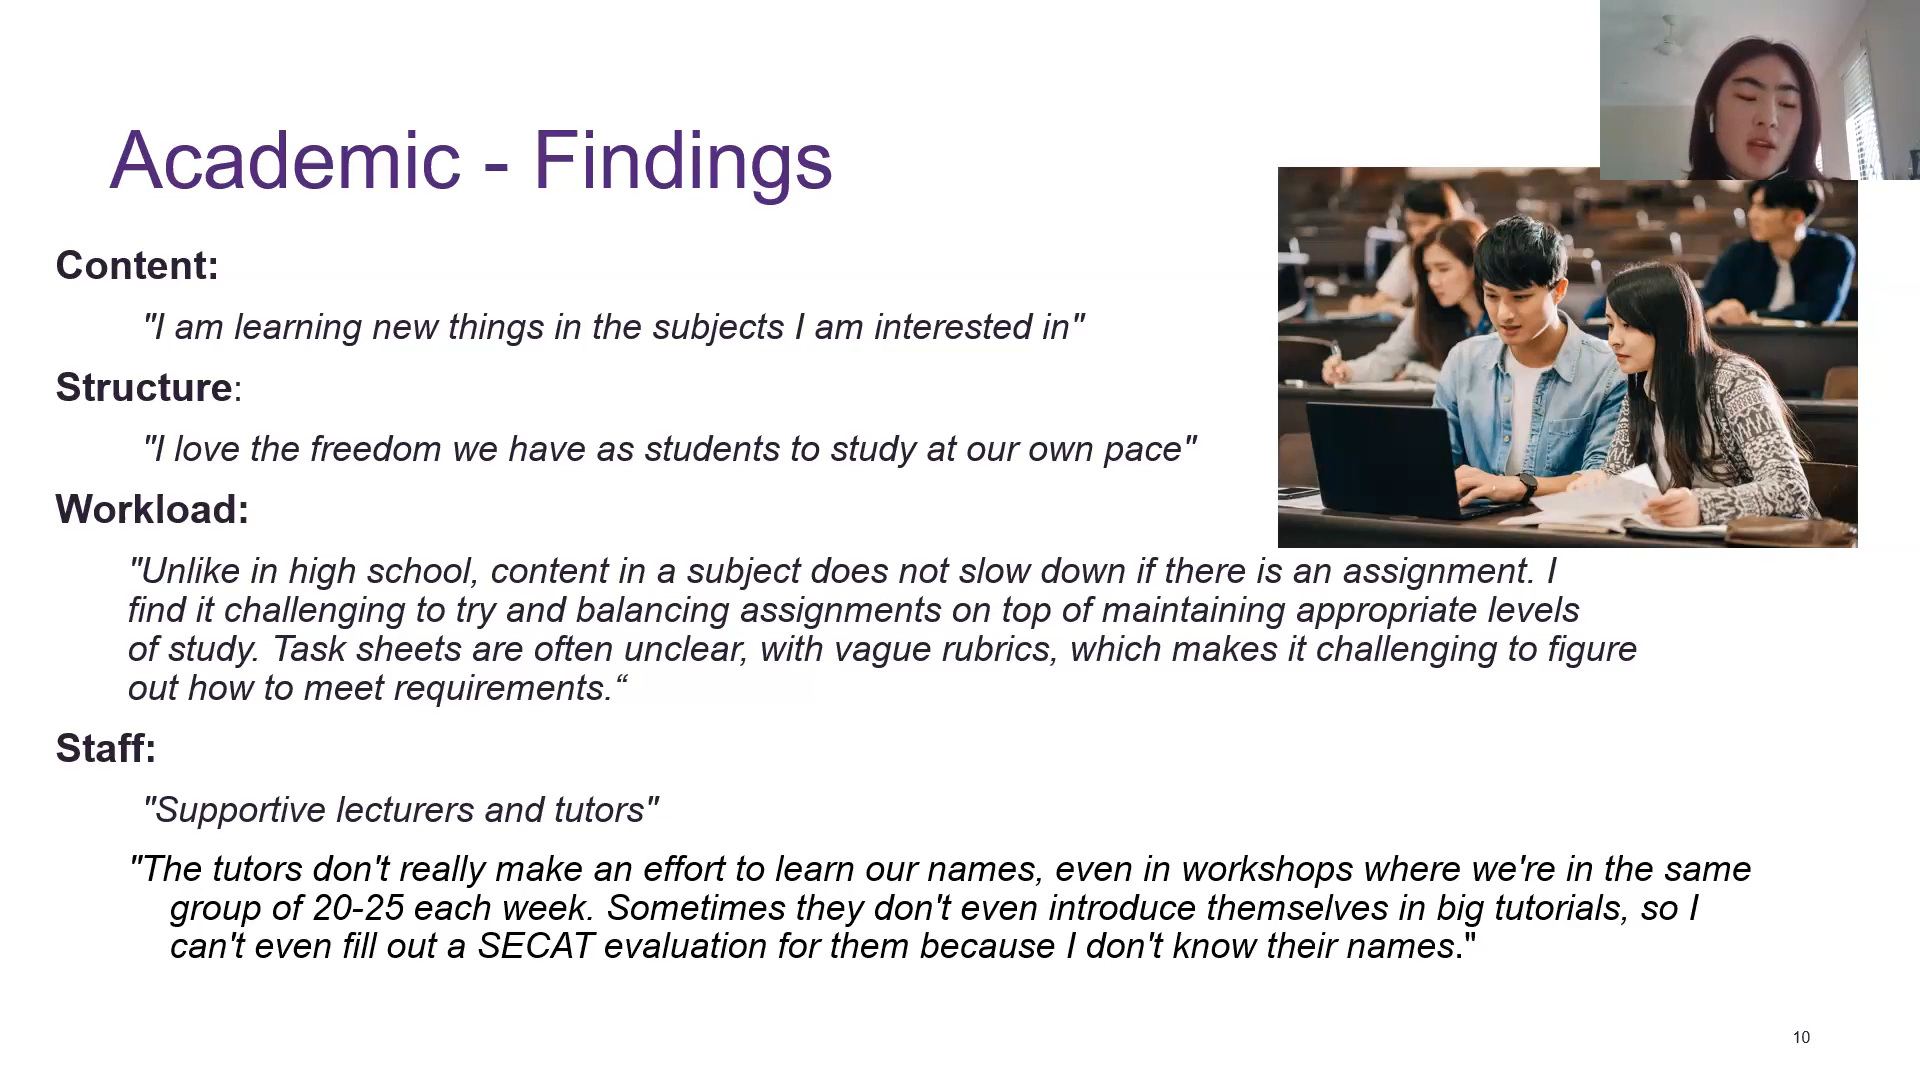 Academic - Findings
Content:
"I am learning new things in the subjects I am interested in"
Structure:
"I love the freedom we have as students to study at our own pace"
Workload:
"Unlike in high school, content in a subject does not slow down if there is an assignment. I
find it challenging to try and balancing assignments on top of maintaining appropriate levels
of study. Task sheets are often unclear, with vague rubrics, which makes it challenging to figure
out how to meet requirements.“
Staff:
"Supportive lecturers and tutors"
"The tutors don't really make an effort to learn our names, even in workshops where we're in the same
group of 20-25 each week. Sometimes they don't even introduce themselves in big tutorials, so I
can't even fill out a SECAT evaluation for them because I don't know their names."
10